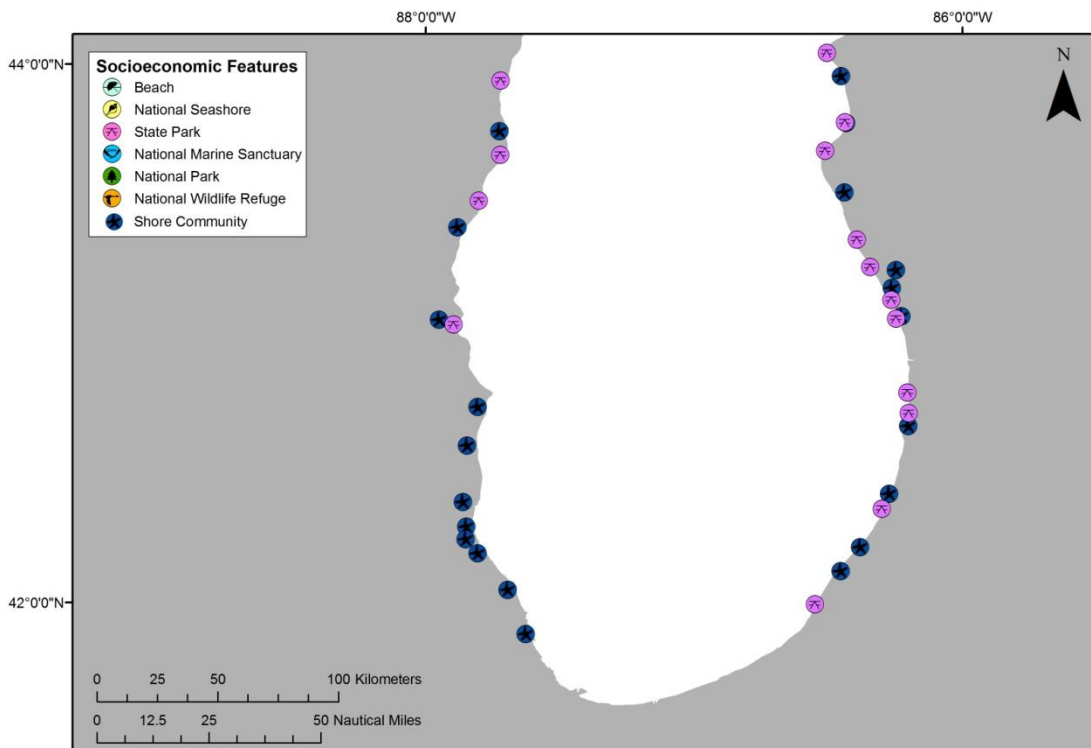 88°0'0"W 86°0'0"W
44°0'0"N
Socioeconomic Features
Beach
National Seashore
State Park
National Marine Sanctuary
National Park
National Wildlife Refuge
Shore Community
N
42°0'0"N
0 25 50 100 Kilometers
0 12.5 25 50 Nautical Miles